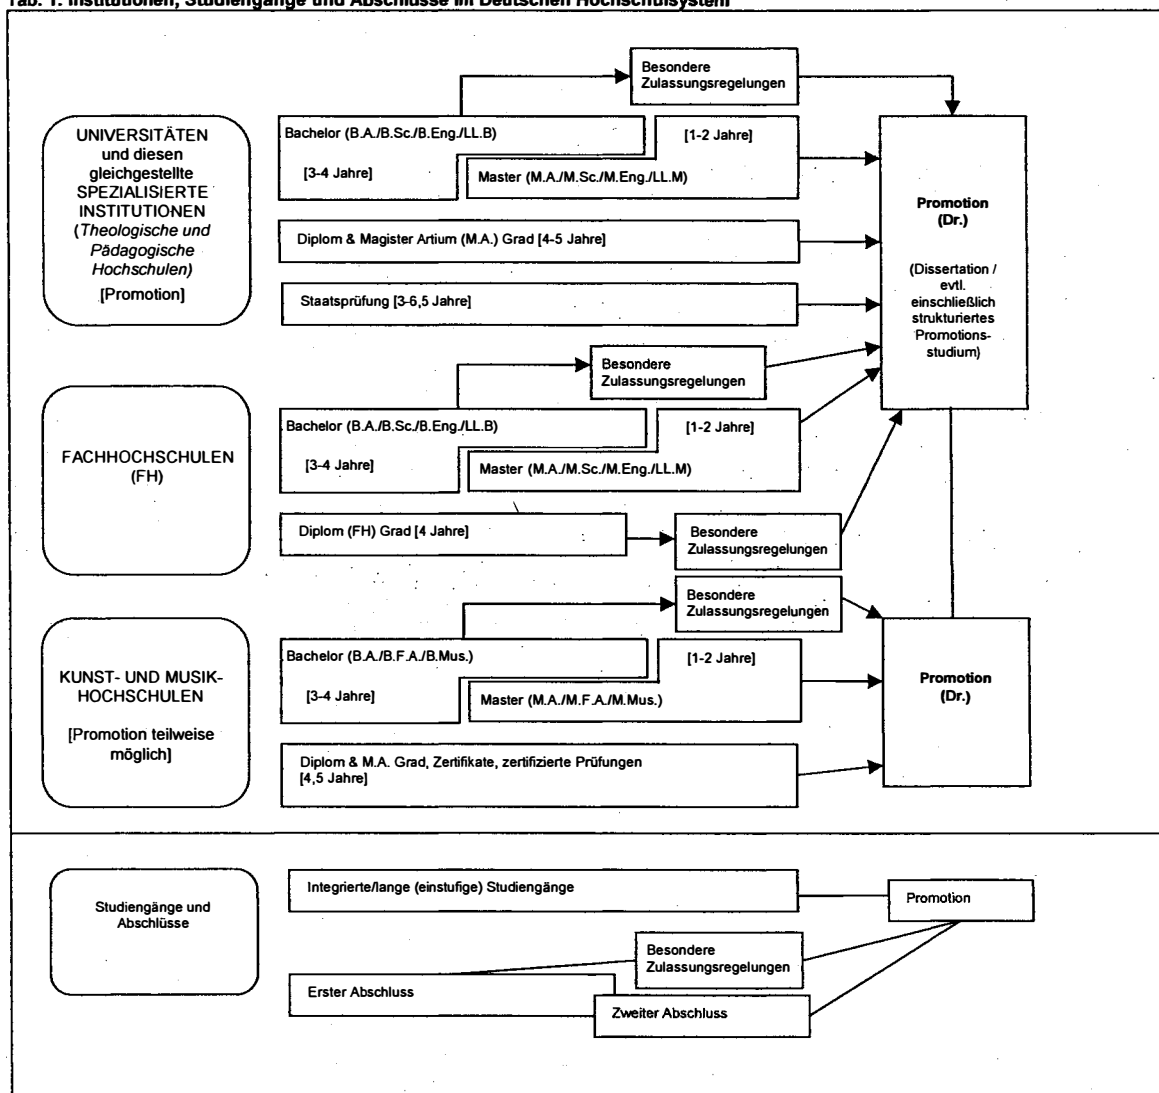 Tab. 1: Institutionen, Studiengänge und Abschlüsse im Deutschen Hochschulsystem
UNIVERSITÄTEN
und diesen
gleichgestellte
SPEZIALISIERTE
INSTITUTIONEN
(Theologische und
Pädagogische
Hochschulen)
[Promotion]
Besondere
Zulassungsregelungen
Bachelor (B.A./B.Sc./B.Eng./LL.B)
[3-4 Jahre]
[1-2 Jahre]
Master (M.A./M.Sc./M.Eng./LL.M)
Diplom & Magister Artium (M.A.) Grad [4-5 Jahre]
Staatsprüfung [3-6,5 Jahre]
Promotion
(Dr.)
(Dissertation /
evtl.
einschließlich
strukturiertes
Promotions-
studium)
FACHHOCHSCHULEN
(FH)
Besondere
Zulassungsregelungen
Bachelor (B.A./B.Sc./B.Eng./LL.B)
[3-4 Jahre]
[1-2 Jahre]
Master (M.A./M.Sc./M.Eng./LL.M)
Diplom (FH) Grad [4 Jahre]
Besondere
Zulassungsregelungen
KUNST- UND MUSIK-
HOCHSCHULEN
[Promotion teilweise
möglich]
Besondere
Zulassungsregelungen
Bachelor (B.A./B.F.A./B.Mus.)
[3-4 Jahre]
[1-2 Jahre]
Master (M.A./M.F.A./M.Mus.)
Diplom & M.A. Grad, Zertifikate, zertifizierte Prüfungen
[4,5 Jahre]
Promotion
(Dr.)
Studiengänge und
Abschlüsse
Integrierte/lange (einstufige) Studiengänge
Promotion
Besondere
Zulassungsregelungen
Erster Abschluss
Zweiter Abschluss